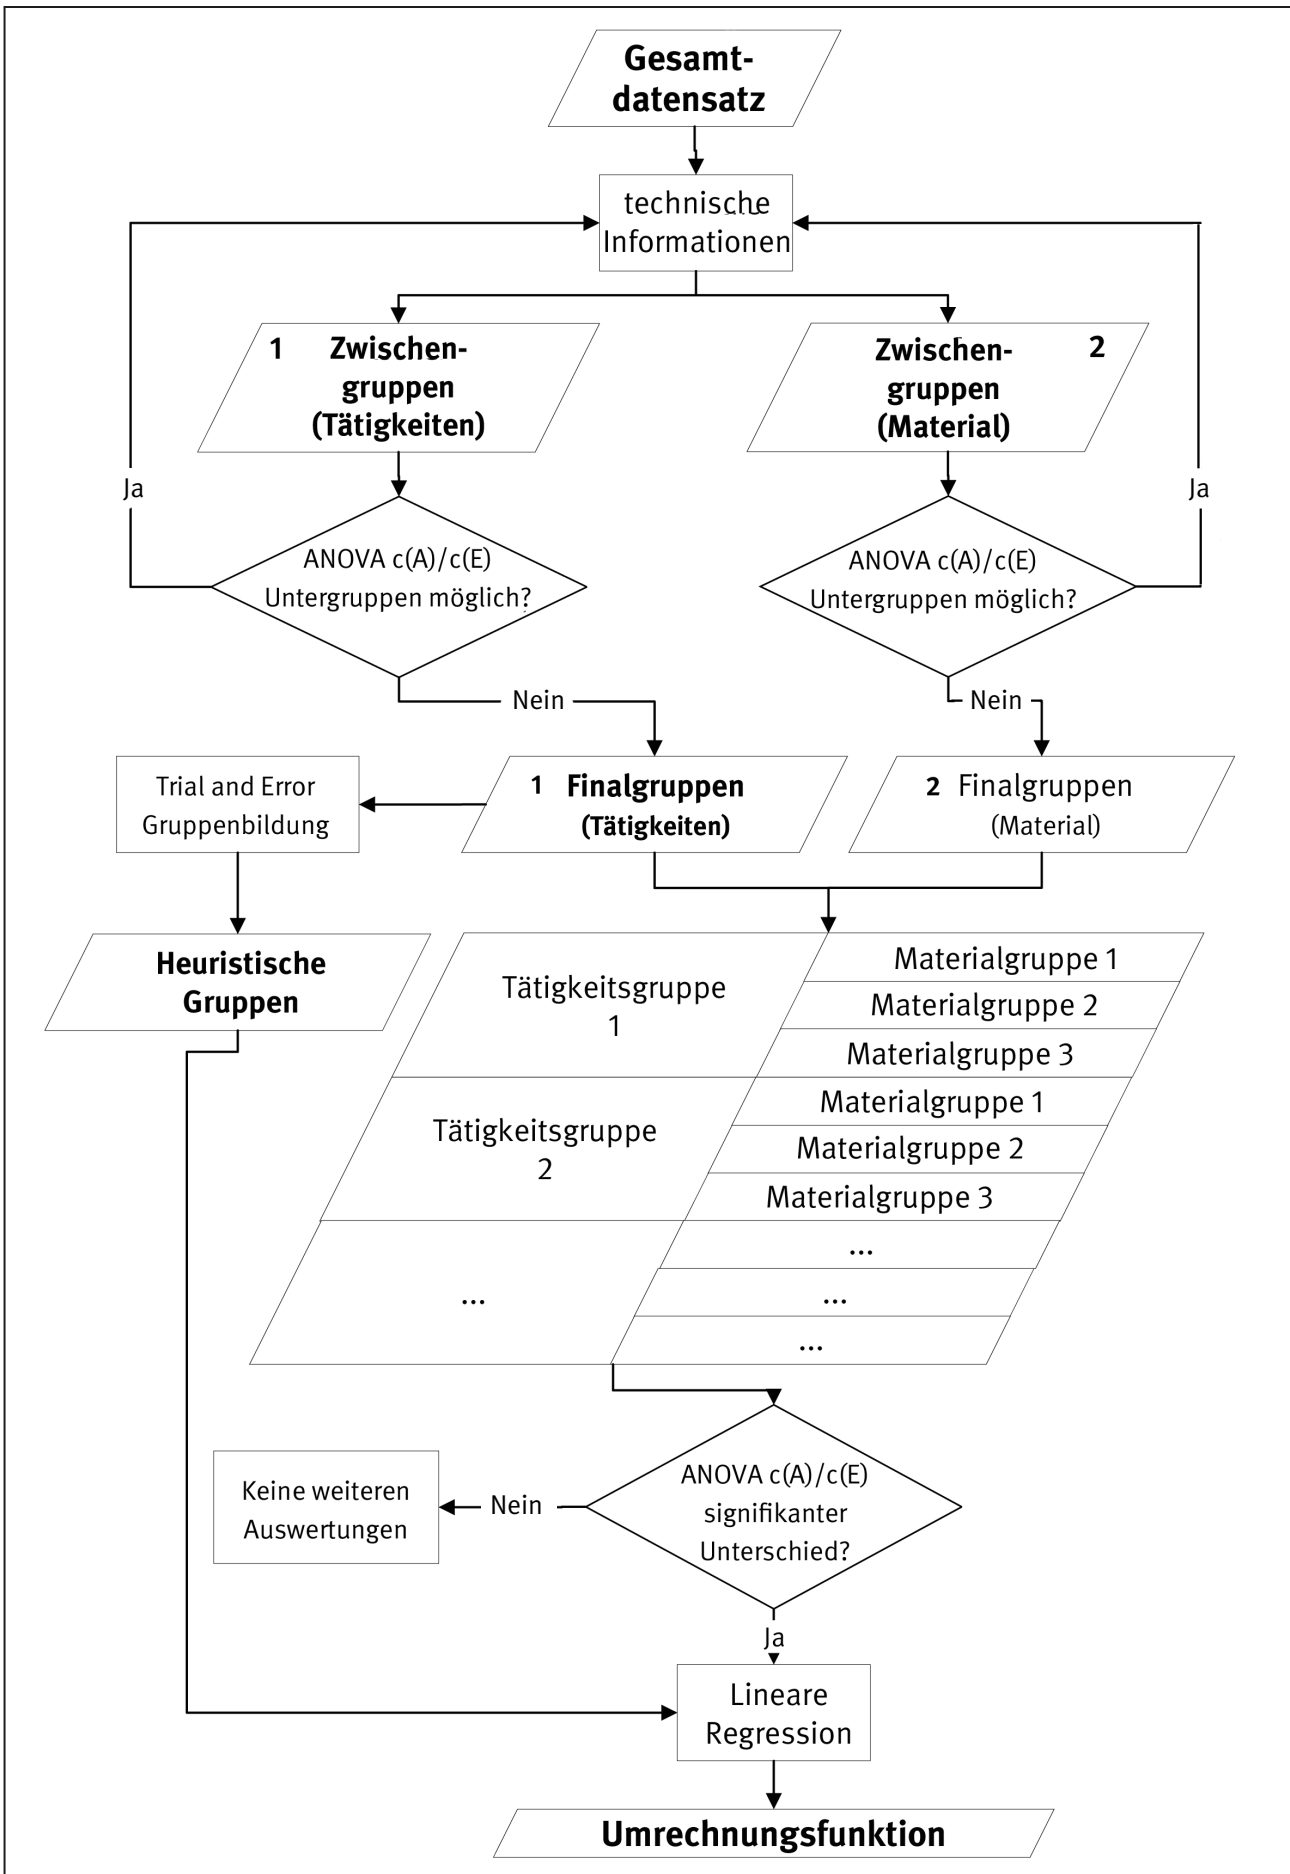 Gesamt-
datensatz
technische
Informationen
1 Zwischen-
gruppen
(Tätigkeiten)
Zwischen- 2
gruppen
(Material)
Ja
Ja
ANOVA c(A)/c(E)
Untergruppen möglich?
ANOVA c(A)/c(E)
Untergruppen möglich?
Nein
Nein
Trial and Error
Gruppenbildung
1 Finalgruppen
(Tätigkeiten)
2 Finalgruppen
(Material)
Heuristische
Gruppen
Tätigkeitsgruppe
1
Materialgruppe 1
Materialgruppe 2
Materialgruppe 3
Tätigkeitsgruppe
2
Materialgruppe 1
Materialgruppe 2
Materialgruppe 3
...
...
...
...
ANOVA c(A)/c(E)
signifikanter
Unterschied?
Nein
Keine weiteren
Auswertungen
Ja
Lineare
Regression
Umrechnungsfunktion